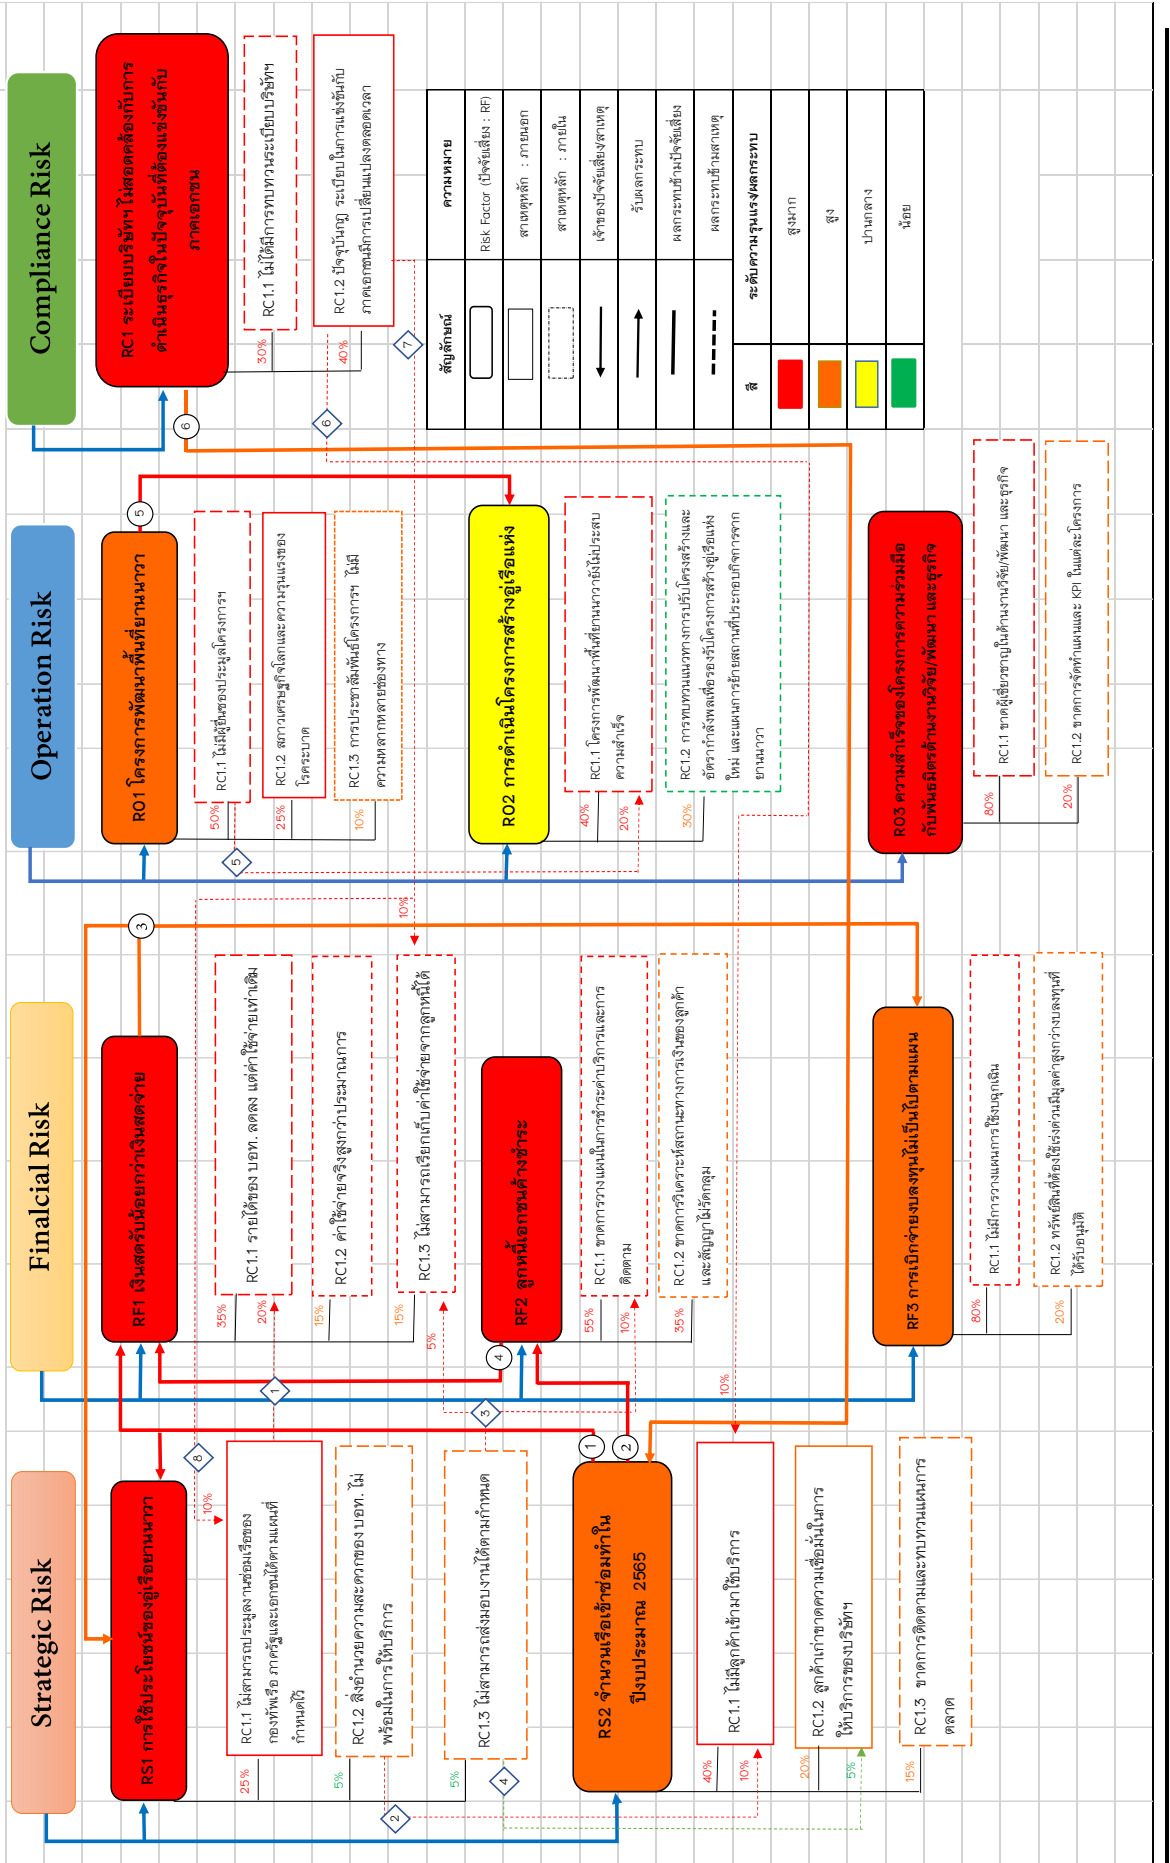 Strategic Risk
RS1 การใช้ประโยชน์ของอู่เรือยานนาวา
25%
RC1.1 ไม่สามารถประมูลงานซ่อมเรือของ
กองทัพเรือ ภาครัฐและเอกชนได้ตามแผนที่
กำหนดไว้
10%
8
5%
RC1.2 สิ่งอำนวยความสะดวกของ บอท. ไม่
พร้อมในการให้บริการ
2
5%
RC1.3 ไม่สามารถส่งมอบงานได้ตามกำหนด
4
RS2 จำนวนเรือเข้าซ่อมทำใน
ปีงบประมาณ 2565
1
2
40%
10%
RC1.1 ไม่มีลูกค้าเข้ามาใช้บริการ
10%
20%
5%
RC1.2 ลูกค้าเก่าขาดความเชื่อมั่นในการ
ให้บริการของบริษัทฯ
15%
RC1.3 ขาดการติดตามและทบทวนแผนการ
ตลาด
Finalcial Risk
RF1 เงินสดรับน้อยกว่าเงินสดจ่าย
3
35%
20%
1
RC1.1 รายได้ของ บอท. ลดลง แต่ค่าใช้จ่ายเท่าเดิม
15%
RC1.2 ค่าใช้จ่ายจริงสูงกว่าประมาณการ
15%
5%
3
RC1.3 ไม่สามารถเรียกเก็บค่าใช้จ่ายจากลูกหนี้ได้
10%
RF2 ลูกหนี้เอกชนค้างชำระ
4
55%
10%
RC1.1 ขาดการวางแผนในการชำระค่าบริการและการ
ติดตาม
35%
RC1.2 ขาดการวิเคราะห์สถานะทางการเงินของลูกค้า
และสัญญาไม่รัดกลุม
RF3 การเบิกจ่ายงบลงทุนไม่เป็นไปตามแผน
80%
RC1.1 ไม่มีการวางแผนการใช้งบฉุกเฉิน
20%
RC1.2 ทรัพย์สินที่ต้องใช้เร่งด่วนมีมูลค่าสูงกว่างบลงทุนที่
ได้รับอนุมัติ
Operation Risk
RO1 โครงการพัฒนาพื้นที่ยานนาวา
5
50%
5
RC1.1 ไม่มีผู้ยื่นซองประมูลโครงการฯ
25%
RC1.2 สภาวเศรษฐกิจโลกและความรุนแรงของ
โรคระบาด
10%
RC1.3 การประชาสัมพันธ์โครงการฯ ไม่มี
ความหลากหลายช่องทาง
RO2 การดำเนินโครงการสร้างอู่เรือแห่ง
40%
20%
RC1.1 โครงการพัฒนาพื้นที่ยานนาวายังไม่ประสบ
ความสำเร็จ
30%
RC1.2 การทบทวนแนวทางการปรับโครงสร้างและ
อัตรากำลังพลเพื่อรองรับโครงการสร้างอู่เรือแห่ง
ใหม่ และแผนการย้ายสถานที่ประกอบกิจการจาก
ยานนาวา
RO3 ความสำเร็จของโครงการความร่วมมือ
กับพันธมิตรด้านงานวิจัย/พัฒนา และธุรกิจ
80%
RC1.1 ขาดผู้เชี่ยวชาญในด้านงานวิจัย/พัฒนา และธุรกิจ
20%
RC1.2 ขาดการจัดทำแผนและ KPI ในแต่ละโครงการ
Compliance Risk
RC1 ระเบียบบริษัทฯ ไม่สอดคล้องกับการ
ดำเนินธุรกิจในปัจจุบันที่ต้องแข่งขันกับ
ภาคเอกชน
6
30%
RC1.1 ไม่ได้มีการทบทวนระเบียบบริษัทฯ
40%
RC1.2 ปัจจุบันกฎ ระเบียบในการแข่งขันกับ
ภาคเอกชนมีการเปลี่ยนแปลงตลอดเวลา
6
7
สัญลักษณ์
ความหมาย
Risk Factor (ปัจจัยเสี่ยง : RF)
สาเหตุหลัก : ภายนอก
สาเหตุหลัก : ภายใน
เจ้าของปัจจัยเสี่ยง/สาเหตุ
รับผลกระทบ
ผลกระทบข้ามปัจจัยเสี่ยง
ผลกระทบข้ามสาเหตุ
สี
ระดับความรุนแรง/ผลกระทบ
สูงมาก
สูง
ปานกลาง
น้อย